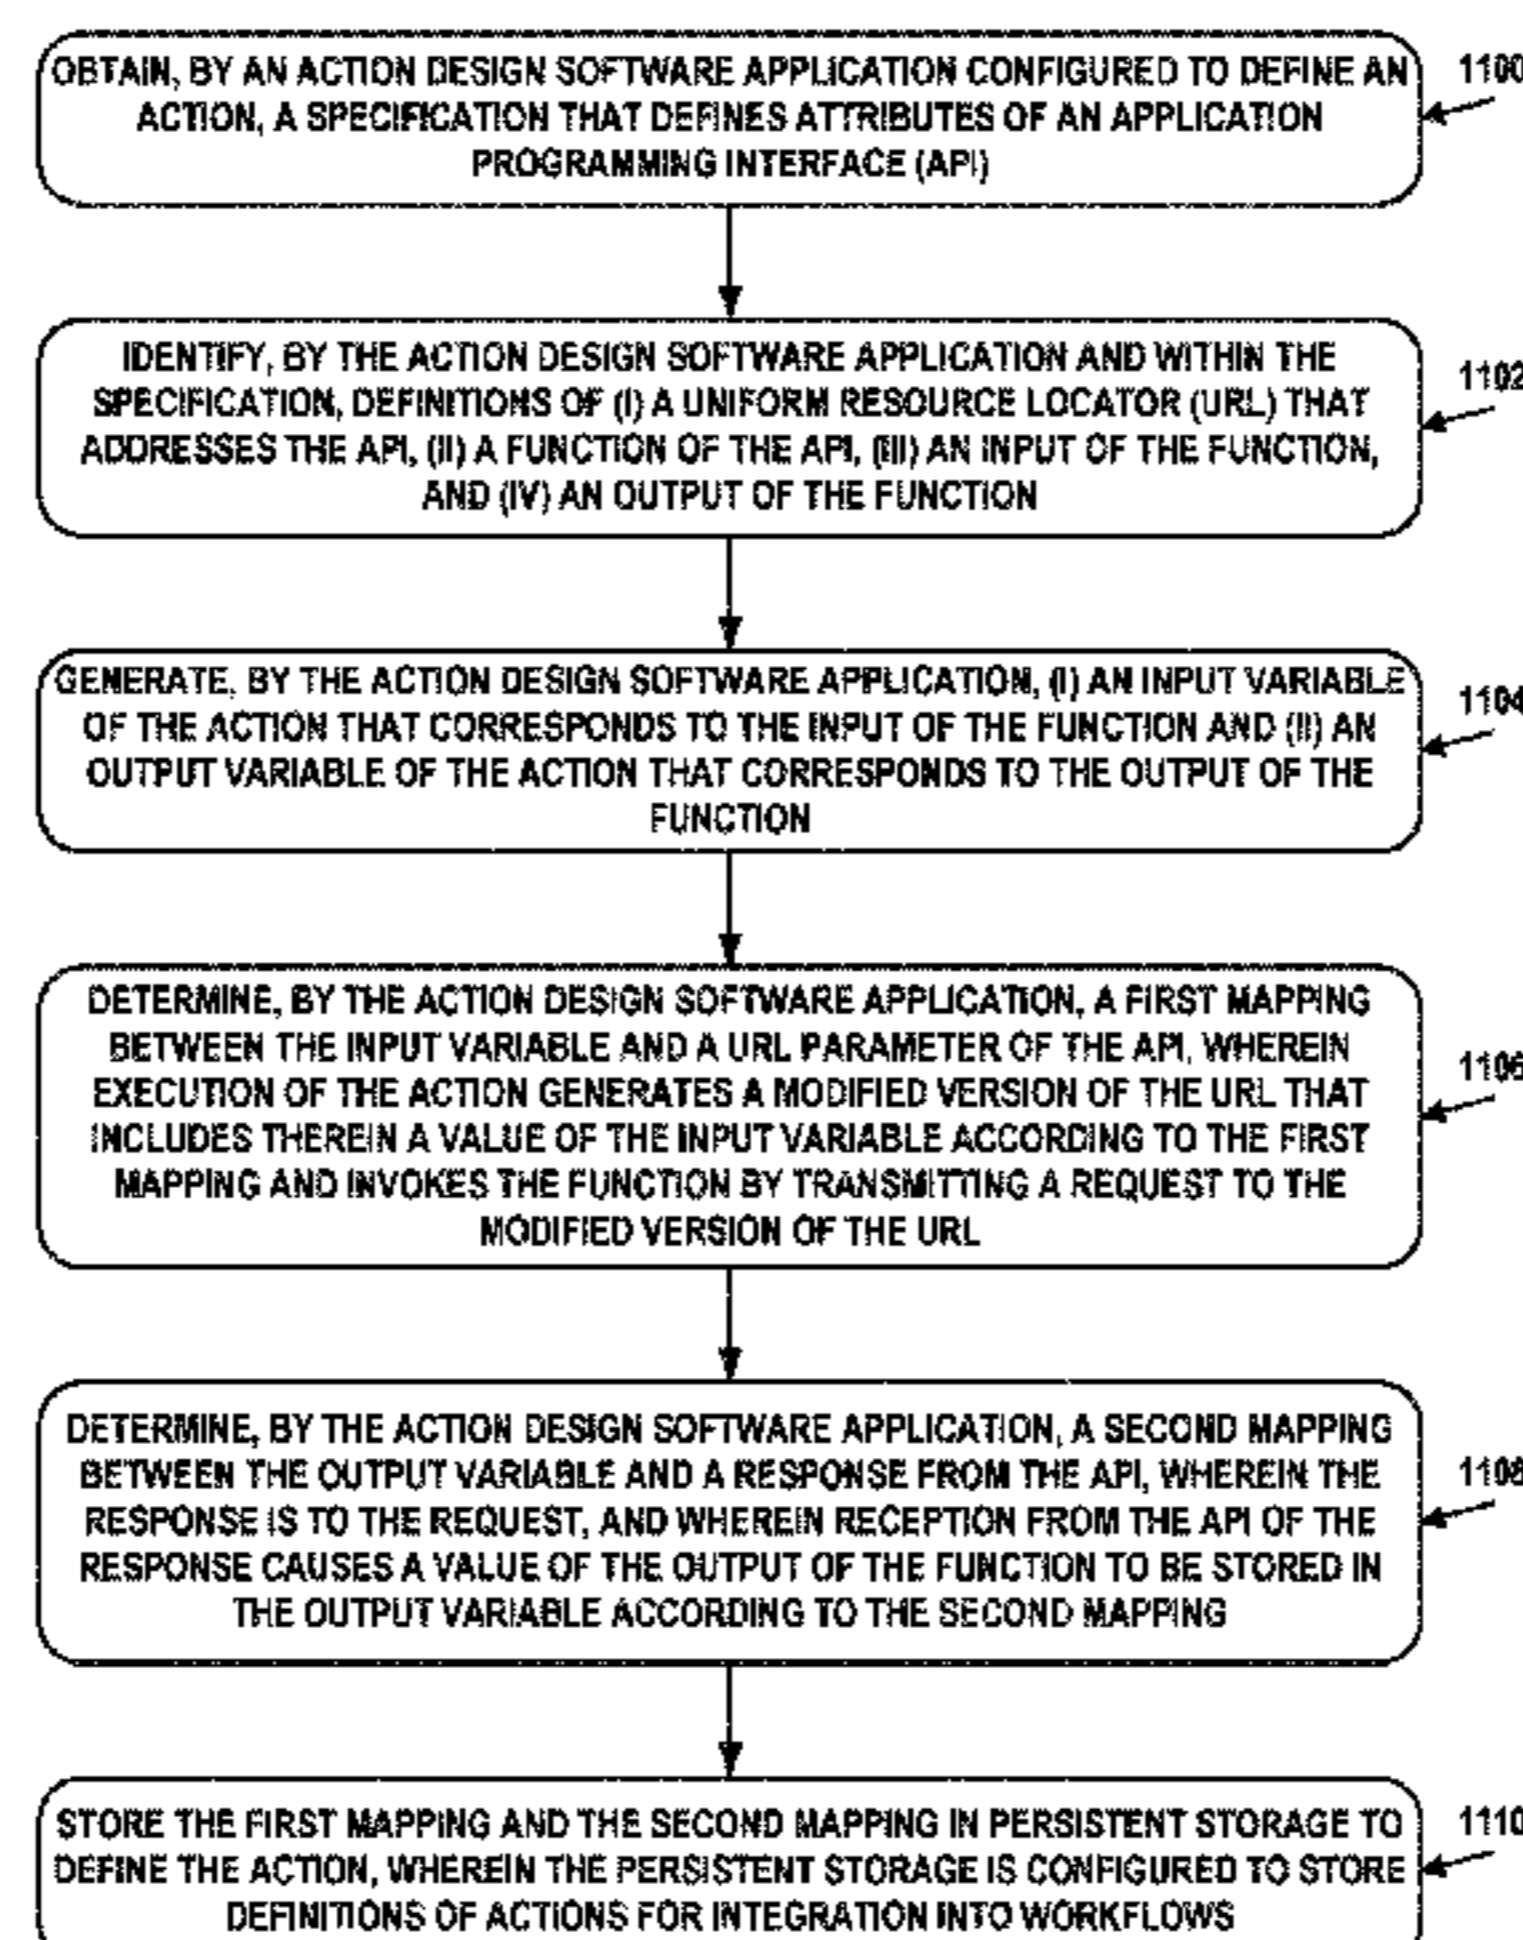 OBTAIN, BY AN ACTION DESIGN SOFTWARE APPLICATION CONFIGURED TO DEFINE AN
ACTION, A SPECIFICATION THAT DEFINES ATTRIBUTES OF AN APPLICATION
PROGRAMMING INTERFACE (API)
1100
IDENTIFY, BY THE ACTION DESIGN SOFTWARE APPLICATION AND WITHIN THE
SPECIFICATION, DEFINITIONS OF (I) A UNIFORM RESOURCE LOCATOR (URL) THAT
ADDRESSES THE API, (II) A FUNCTION OF THE API, (III) AN INPUT OF THE FUNCTION,
AND (IV) AN OUTPUT OF THE FUNCTION
1102
GENERATE, BY THE ACTION DESIGN SOFTWARE APPLICATION, (I) AN INPUT VARIABLE
OF THE ACTION THAT CORRESPONDS TO THE INPUT OF THE FUNCTION AND (II) AN
OUTPUT VARIABLE OF THE ACTION THAT CORRESPONDS TO THE OUTPUT OF THE
FUNCTION
1104
DETERMINE, BY THE ACTION DESIGN SOFTWARE APPLICATION, A FIRST MAPPING
BETWEEN THE INPUT VARIABLE AND A URL PARAMETER OF THE API, WHEREIN
EXECUTION OF THE ACTION GENERATES A MODIFIED VERSION OF THE URL THAT
INCLUDES THEREIN A VALUE OF THE INPUT VARIABLE ACCORDING TO THE FIRST
MAPPING AND INVOKES THE FUNCTION BY TRANSMITTING A REQUEST TO THE
MODIFIED VERSION OF THE URL
1106
DETERMINE, BY THE ACTION DESIGN SOFTWARE APPLICATION, A SECOND MAPPING
BETWEEN THE OUTPUT VARIABLE AND A RESPONSE FROM THE API, WHEREIN THE
RESPONSE IS TO THE REQUEST, AND WHEREIN RECEPTION FROM THE API OF THE
RESPONSE CAUSES A VALUE OF THE OUTPUT OF THE FUNCTION TO BE STORED IN
THE OUTPUT VARIABLE ACCORDING TO THE SECOND MAPPING
1108
STORE THE FIRST MAPPING AND THE SECOND MAPPING IN PERSISTENT STORAGE TO
DEFINE THE ACTION, WHEREIN THE PERSISTENT STORAGE IS CONFIGURED TO STORE
DEFINITIONS OF ACTIONS FOR INTEGRATION INTO WORKFLOWS
1110